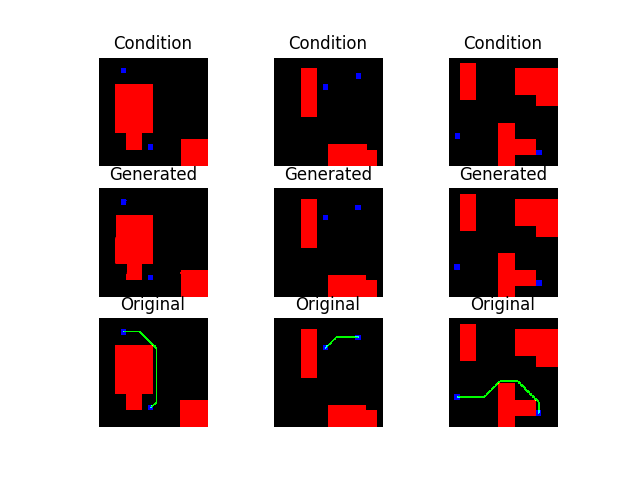 Condition Condition Condition
Generated Generated Generated
Original Original Original